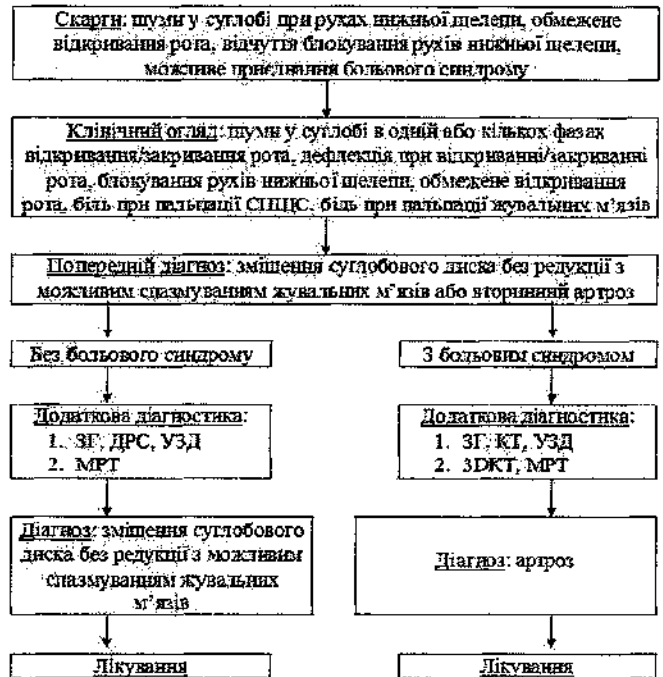 Скарги: шуми у суглобі при рухах нижньої щелепи, обмежене
відкривання рота, відчуття блокування рухів нижньої щелепи,
можливе приєднання больового синдрому
Клінічний огляд: шуми у суглобі в одній або кількох фазах
відкривання/закривання рота, дефлекція при відкриванні/закриванні
рота, блокування рухів нижньої щелепи, обмежене відкривання
рота, біль при пальпації СНЩС, біль при пальпації жувальних м’язів
Попередній діагноз: зміщення суглобового диска без редукції з
можливим спазмуванням жувальних м’язів або вторинний артроз
Без больового синдрому
Додаткова діагностика:
1. ЗГ, ДРС, УЗД
2. МРТ
Діагноз: зміщення суглобового
диска без редукції з можливим
спазмуванням жувальних
м’язів
Лікування
З больовим синдромом
Додаткова діагностика:
1. ЗГ, КТ, УЗД
2. 3DКТ, МРТ
Діагноз: артроз
Лікування